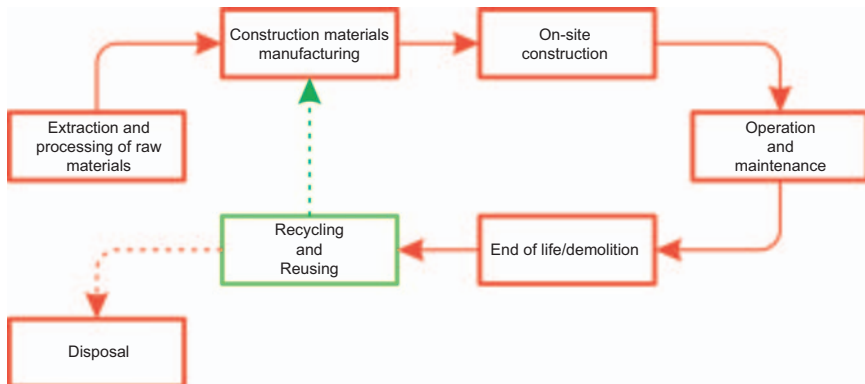 Construction materials
manufacturing
On-site
construction
Extraction and
processing of raw
materials
Operation
and
maintenance
Recycling
and
Reusing
End of life/demolition
Disposal